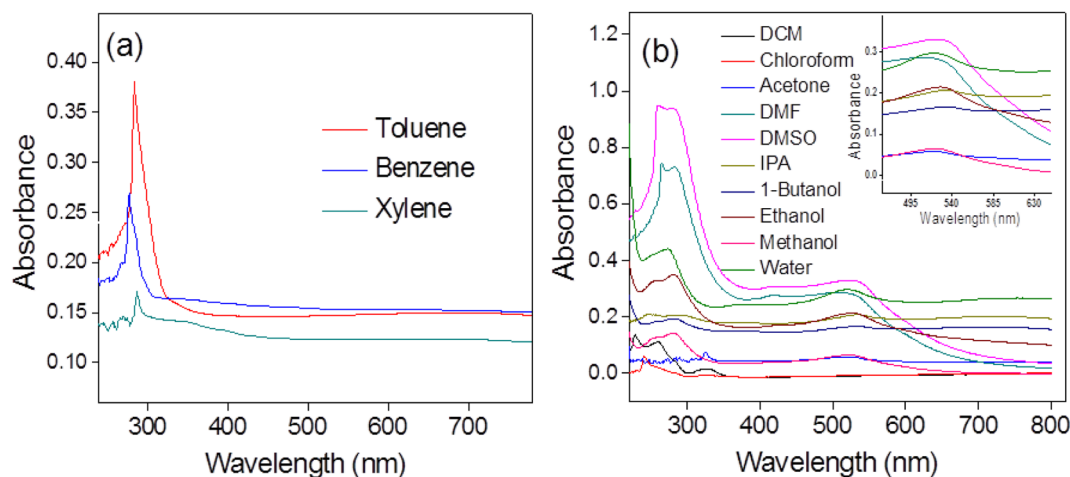 (a)
0.40
0.35
0.30
0.25
0.20
0.15
0.10
Absorbance
Toluene
Benzene
Xylene
300 400 500 600 700
Wavelength (nm)
(b)
1.2
1.0
0.8
0.6
0.4
0.2
0.0
Absorbance
DCM
Chloroform
Acetone
DMF
DMSO
IPA
1-Butanol
Ethanol
Methanol
Water
300 400 500 600 700 800
Wavelength (nm)
0.3
0.2
0.1
0.0
Absorbance
495 540 585 630
Wavelength (nm)